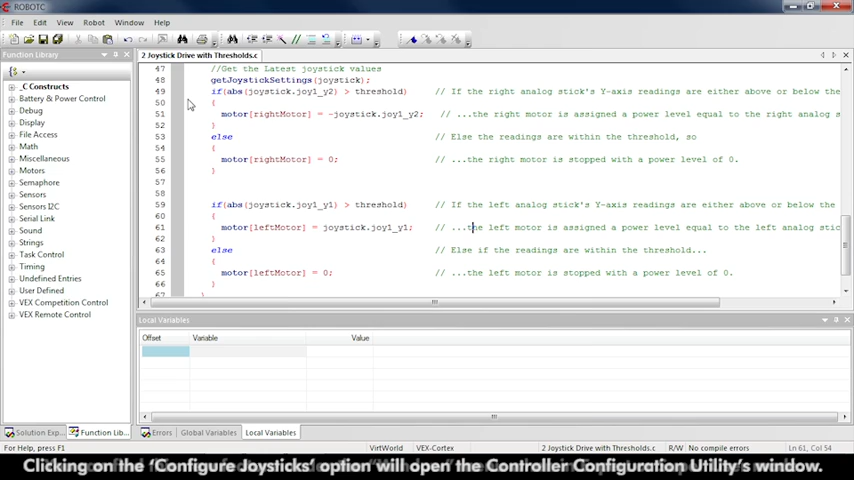 ROBOTC
File Edit View Robot Window Help
Function Library
2 Joystick Drive with Thresholds.c
_C Constructs
Battery & Power Control
Debug
Display
File Access
Math
Miscellaneous
Motors
Semaphore
Sensors
Sensors I2C
Serial Link
Sound
Strings
Task Control
Timing
Undefined Entries
User Defined
VEX Competition Control
VEX Remote Control
47 //Get the Latest joystick values
48 getJoystickSettings(joystick);
49 if(abs(joystick.joy1_y2) > threshold) // If the right analog stick's Y-axis readings are either above or below the
50 {
51 motor[rightMotor] = -joystick.joy1_y2; // ...the right motor is assigned a power level equal to the right analog s
52 }
53 else // Else the readings are within the threshold, so
54 {
55 motor[rightMotor] = 0; // ...the right motor is stopped with a power level of 0.
56 }
57
58
59 if(abs(joystick.joy1_y1) > threshold) // If the left analog stick's Y-axis readings are either above or below the
60 {
61 motor[leftMotor] = joystick.joy1_y1; // ...the left motor is assigned a power level equal to the left analog stic
62 }
63 else // Else if the readings are within the threshold...
64 {
65 motor[leftMotor] = 0; // ...the left motor is stopped with a power level of 0.
66 }
67 }
Local Variables
Offset Variable Value
Solution Exp... Function Lib... Errors Global Variables Local Variables
For Help, press F1 VirtWorld VEX-Cortex 2 Joystick Drive with Thresholds.c R/W No compile errors Ln 61, Col 54
Clicking on the 'Configure Joysticks' option will open the Controller Configuration Utility's window.